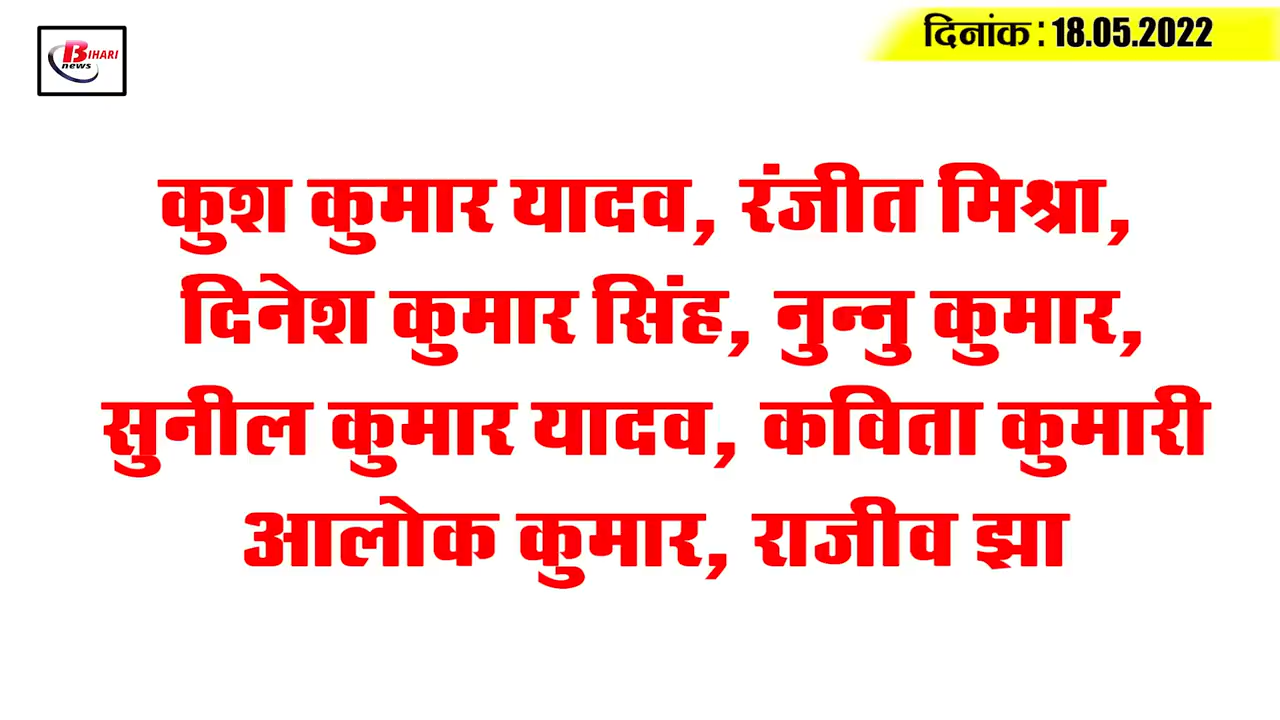 BIHARI
news
दिनांक : 18.05.2022
कुश कुमार यादव, रंजीत मिश्रा,
दिनेश कुमार सिंह, नुन्नु कुमार,
सुनील कुमार यादव, कविता कुमारी
आलोक कुमार, राजीव झा